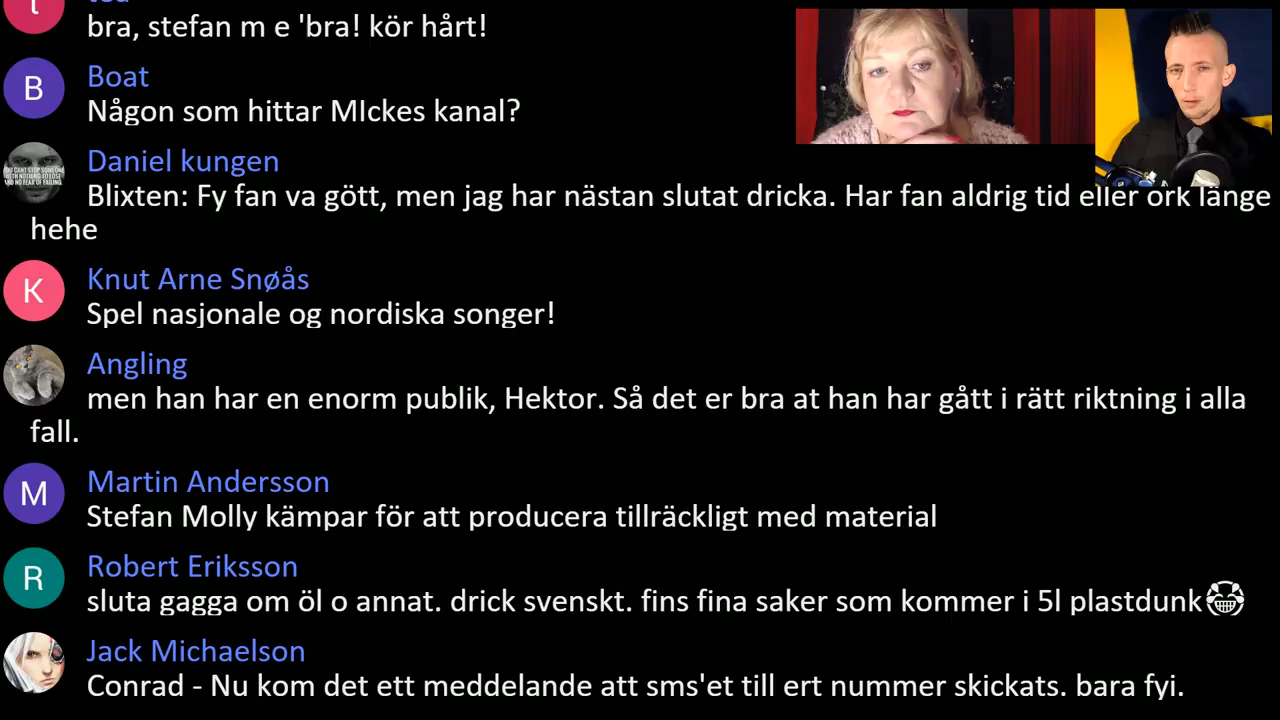 t
bra, stefan m e 'bra! kör hårt!
B
Boat
Någon som hittar MIckes kanal?
Daniel kungen
Blixten: Fy fan va gött, men jag har nästan slutat dricka. Har fan aldrig tid eller ork länge
hehe
K
Knut Arne Snøås
Spel nasjonale og nordiska songer!
Angling
men han har en enorm publik, Hektor. Så det er bra at han har gått i rätt riktning i alla
fall.
M
Martin Andersson
Stefan Molly kämpar för att producera tillräckligt med material
R
Robert Eriksson
sluta gagga om öl o annat. drick svenskt. fins fina saker som kommer i 5l plastdunk😂
Jack Michaelson
Conrad - Nu kom det ett meddelande att sms'et till ert nummer skickats. bara fyi.